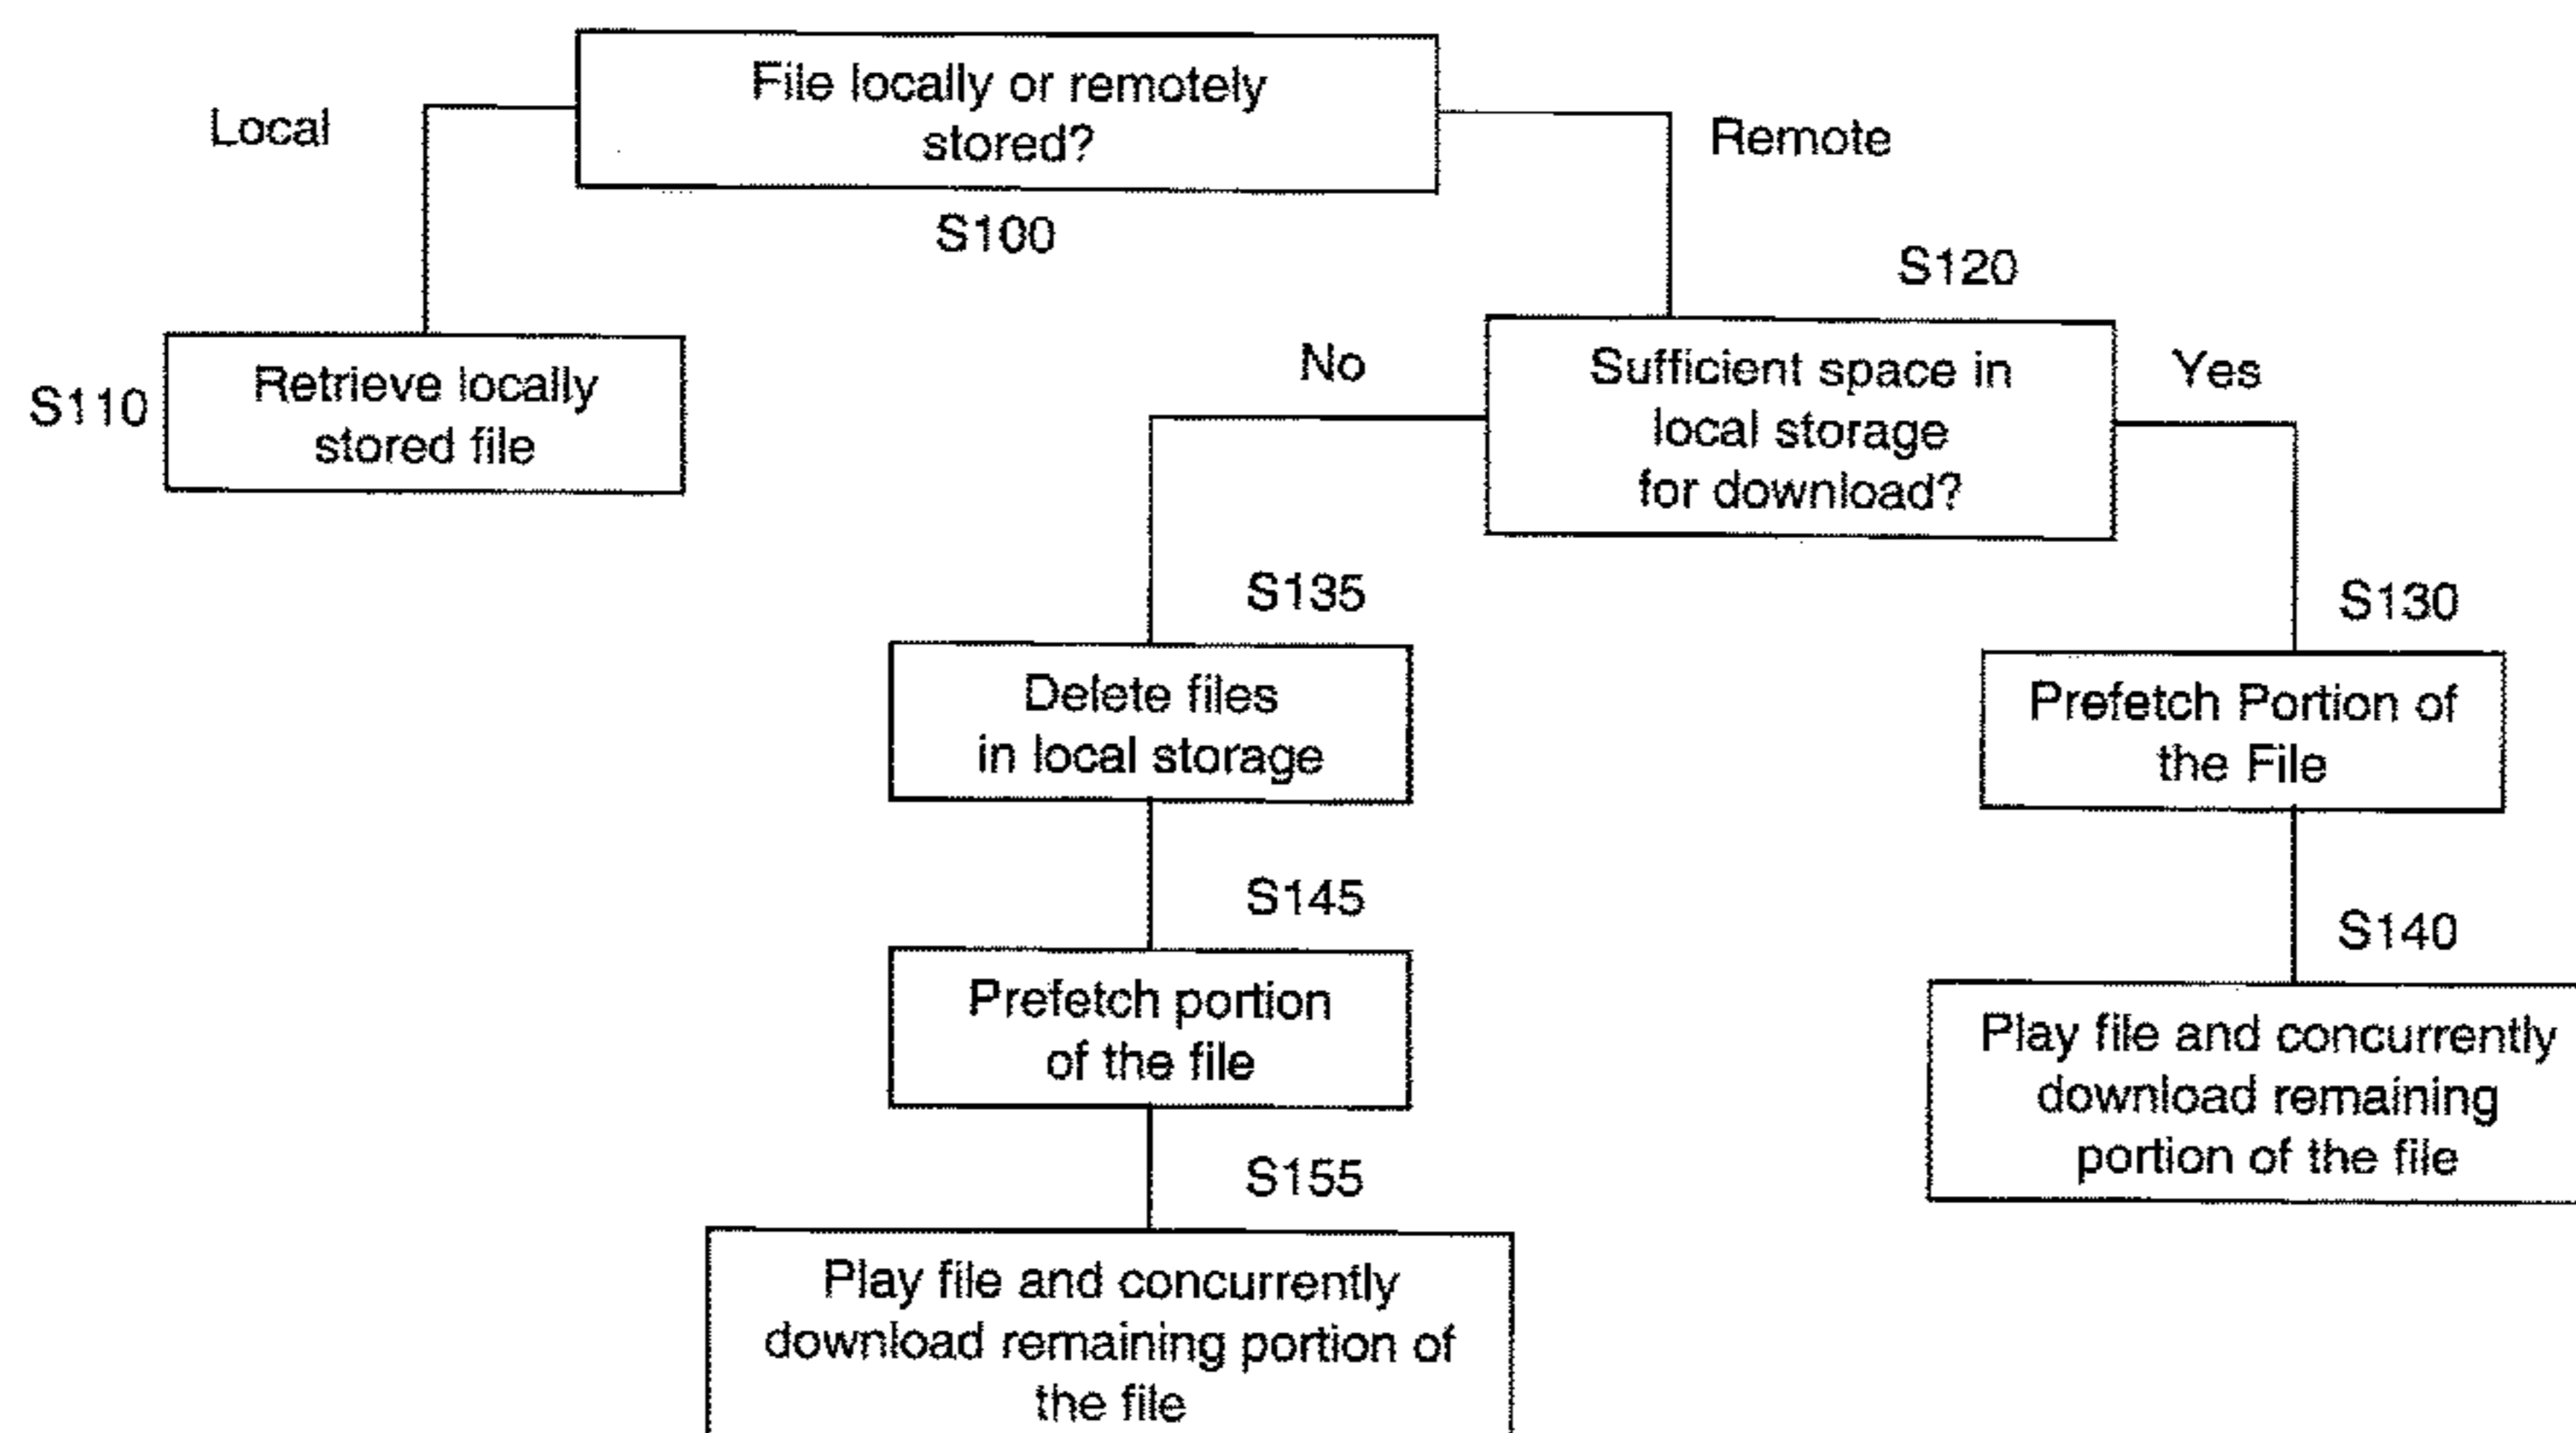 File locally or remotely
stored?
Local
Remote
S100
S120
S110
Retrieve locally
stored file
No
Sufficient space in
local storage
for download?
Yes
S135
S130
Delete files
in local storage
Prefetch Portion of
the File
S145
S140
Prefetch portion
of the file
Play file and concurrently
download remaining
portion of the file
S155
Play file and concurrently
download remaining portion of
the file